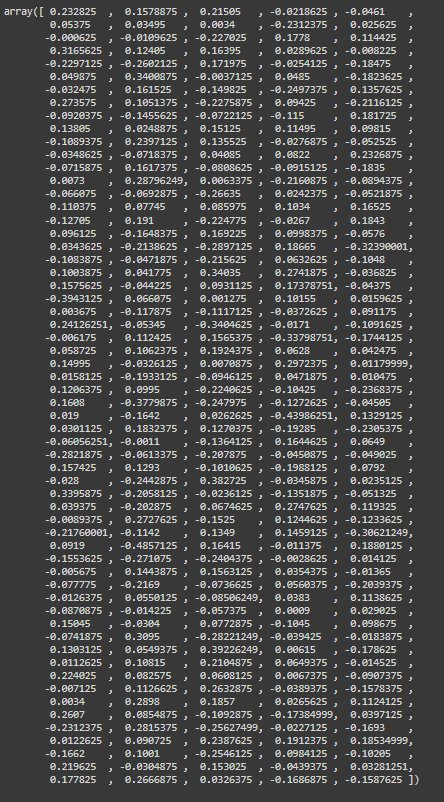 array([ 0.232825  ,  0.1578875 ,  0.21505   , -0.0218625 , -0.0461    ,
0.05375   ,  0.03495   ,  0.0034    , -0.2312375 ,  0.025625  ,
-0.000625  , -0.0109625 , -0.227025  ,  0.1778    ,  0.114425  ,
0.3165625 ,  0.12405   ,  0.16395   ,  0.0289625 , -0.008225  ,
-0.2297125 , -0.2602125 ,  0.171975  , -0.0254125 , -0.18475   ,
0.049875  ,  0.3400875 , -0.0037125 ,  0.0485    , -0.1823625 ,
-0.032475  ,  0.161525  , -0.149825  , -0.2497375 ,  0.1357625 ,
0.273575  ,  0.1051375 , -0.2275875 ,  0.09425   , -0.2116125 ,
-0.0920375 , -0.1455625 , -0.0722125 , -0.115     ,  0.181725  ,
0.13805   ,  0.0248875 ,  0.15125   ,  0.11495   ,  0.09815   ,
-0.1089375 ,  0.2397125 ,  0.135525  , -0.0276875 , -0.052525  ,
-0.0348625 , -0.0718375 ,  0.04085   ,  0.0822    ,  0.2326875 ,
-0.0715875 ,  0.1617375 , -0.0808625 , -0.0915125 , -0.1835    ,
0.0073    ,  0.28796249,  0.0063375 , -0.2160875 , -0.0894375 ,
-0.066075  , -0.0692875 , -0.26635   ,  0.0242375 , -0.0521875 ,
0.110375  ,  0.07745   ,  0.085975  ,  0.1034    ,  0.16525   ,
-0.12705   ,  0.191     , -0.224775  , -0.0267    ,  0.1843    ,
0.096125  , -0.1648375 ,  0.169225  ,  0.0998375 , -0.0576    ,
0.0343625 , -0.2138625 , -0.2897125 ,  0.18665   , -0.32390001,
-0.1083875 , -0.0471875 , -0.215625  ,  0.0632625 , -0.1048    ,
0.1003875 ,  0.041775  ,  0.34035   ,  0.2741875 , -0.036825  ,
0.1575625 , -0.044225  ,  0.0931125 ,  0.17378751, -0.04375   ,
-0.3943125 ,  0.066075  ,  0.001275  ,  0.10155   ,  0.0159625 ,
0.003675  , -0.117875  , -0.1117125 , -0.0372625 ,  0.091175  ,
0.24126251, -0.05345   , -0.3404625 , -0.0171    , -0.1091625 ,
-0.006175  ,  0.112425  ,  0.1565375 , -0.33798751, -0.1744125 ,
0.058725  ,  0.1062375 ,  0.1924375 ,  0.0628    ,  0.042475  ,
0.14995   , -0.0326125 ,  0.0070875 ,  0.2972375 ,  0.01179999,
0.0158125 , -0.1933125 , -0.0946125 ,  0.0471875 ,  0.010475  ,
0.1206375 , -0.0995    , -0.2240625 , -0.10425   , -0.2368375 ,
0.1608    , -0.3779875 , -0.247975  , -0.1272625 , -0.04505   ,
0.019     , -0.1642    ,  0.0262625 , -0.43986251,  0.1329125 ,
0.0301125 ,  0.1832375 ,  0.1270375 , -0.19285   , -0.2305375 ,
-0.06056251, -0.0011    , -0.1364125 ,  0.1644625 ,  0.0649    ,
-0.2821875 , -0.0613375 , -0.207875  , -0.0450875 , -0.049025  ,
0.157425  ,  0.1293    , -0.1010625 , -0.1988125 ,  0.0792    ,
-0.028     , -0.2442875 ,  0.382725  , -0.0345875 ,  0.0235125 ,
0.3395875 , -0.2058125 , -0.0236125 , -0.1351875 , -0.051325  ,
0.039375  , -0.202875  ,  0.0674625 ,  0.2747625 ,  0.119325  ,
-0.0089375 ,  0.2727625 , -0.1525    ,  0.1244625 , -0.1233625 ,
-0.21760001, -0.1142    ,  0.1349    ,  0.1459125 , -0.30621249,
0.0919    , -0.4857125 ,  0.16415   , -0.011375  ,  0.1880125 ,
-0.1553625 , -0.271075  , -0.2404375 , -0.0028625 ,  0.014125  ,
-0.005675  , -0.1443875 ,  0.1563125 ,  0.0354375 , -0.01365   ,
-0.077775  , -0.2169    , -0.0736625 ,  0.0560375 , -0.2039375 ,
-0.0126375 ,  0.0550125 , -0.08506249,  0.0383    ,  0.1138625 ,
-0.0870875 , -0.014225  , -0.057375  ,  0.0009    ,  0.029025  ,
0.15045   , -0.0304    ,  0.0772875 , -0.1045    ,  0.098675  ,
-0.0741875 ,  0.3095    , -0.28221249, -0.039425  , -0.0183875 ,
0.1303125 ,  0.0549375 ,  0.39226249,  0.00615   , -0.178625  ,
0.0112625 ,  0.10815   ,  0.2104875 ,  0.0649375 , -0.014525  ,
0.224025  ,  0.082575  ,  0.0608125 ,  0.0067375 , -0.0907375 ,
-0.007125  ,  0.1126625 ,  0.2632875 , -0.0389375 , -0.1578375 ,
0.0034    ,  0.2898    ,  0.1857    ,  0.0265625 ,  0.1124125 ,
0.2607    ,  0.0854875 , -0.1092875 , -0.17384999,  0.0397125 ,
-0.2312375 ,  0.2815375 , -0.25627499, -0.0227125 , -0.1693    ,
0.0122625 ,  0.090725  ,  0.2387625 ,  0.1912375 ,  0.18534999,
-0.1662    ,  0.1001    , -0.2546125 ,  0.0984125 , -0.10205   ,
0.219625  , -0.0304875 ,  0.153025  , -0.0439375 ,  0.03281251,
0.177825  ,  0.2666875 ,  0.0326375 , -0.1686875 , -0.1587625 ])